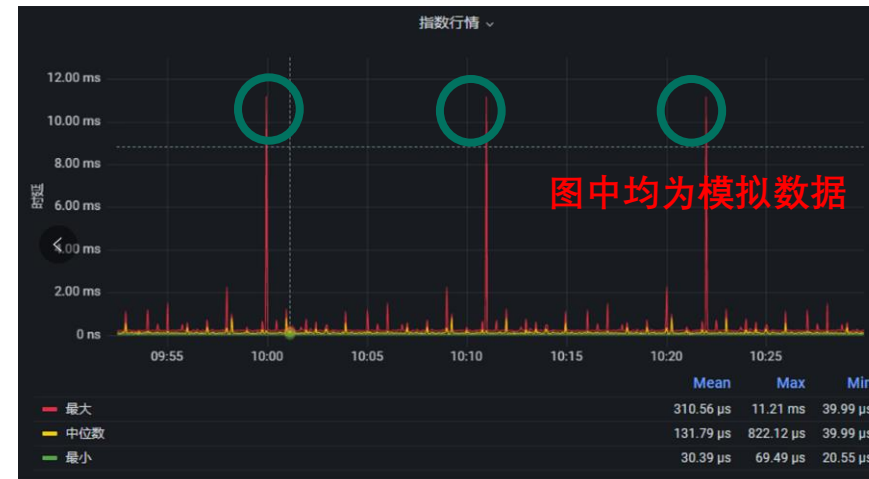 指数行情
12.00 ms
10.00 ms
8.00 ms
图中均为模拟数据
时延
6.00 ms
4.00 ms
2.00 ms
0 ns
09:55 10:00 10:05 10:10 10:15 10:20 10:25
Mean Max Min
最大 310.56 µs 11.21 ms 39.99 µs
中位数 131.79 µs 822.12 µs 39.99 µs
最小 30.39 µs 69.49 µs 20.55 µs